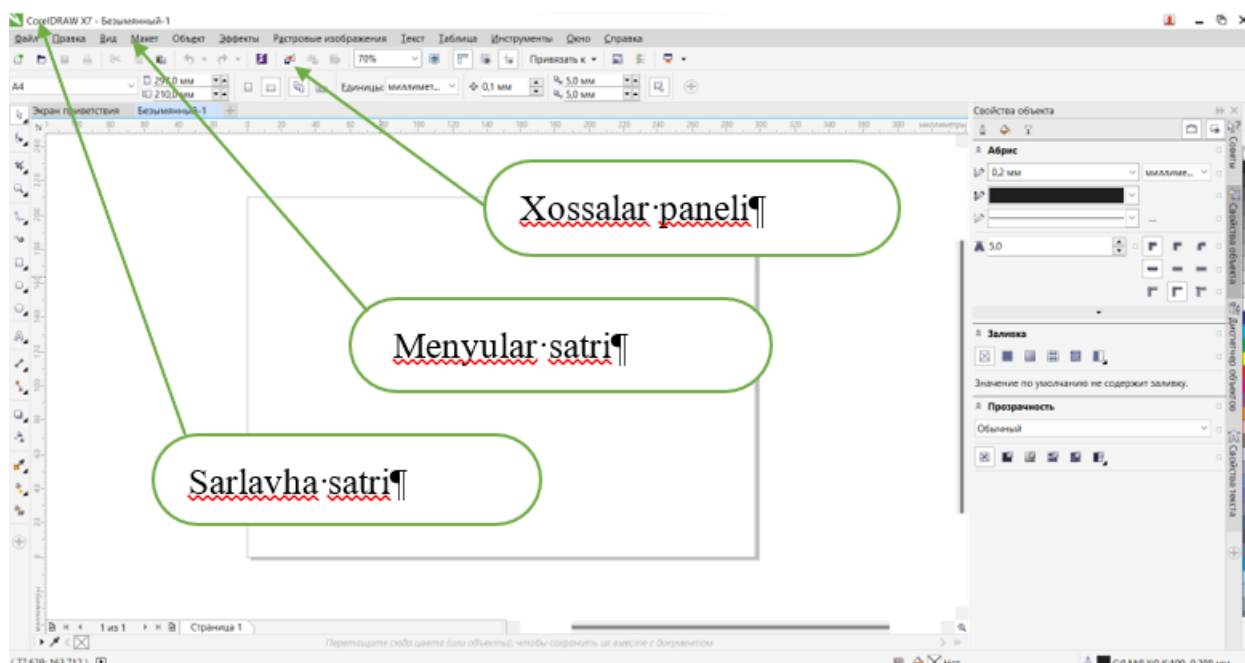 CorelDRAW X7 - Безымянный-1
Файл Правка Вид Макет Объект Эффекты Растровые изображения Текст Таблица Инструменты Окно Справка
70% Привязать к
A4 297,0 мм 210,0 мм Единицы: миллимет... 0,1 мм 5,0 мм 5,0 мм
Экран приветствия Безымянный-1
миллиметры
Xossalar·paneli¶
Menyular·satri¶
Sarlavha·satri¶
Свойства объекта
Абрис
0,2 мм миллиме...
5,0
Заливка
Значение по умолчанию не содержит заливку.
Прозрачность
Обычный
Советы
Свойства объекта
Диспетчер объектов
Свойства текста
миллиметры
1 из 1 Страница 1
Перетащите сюда цвета (или объекты), чтобы сохранить их вместе с документом
Нет